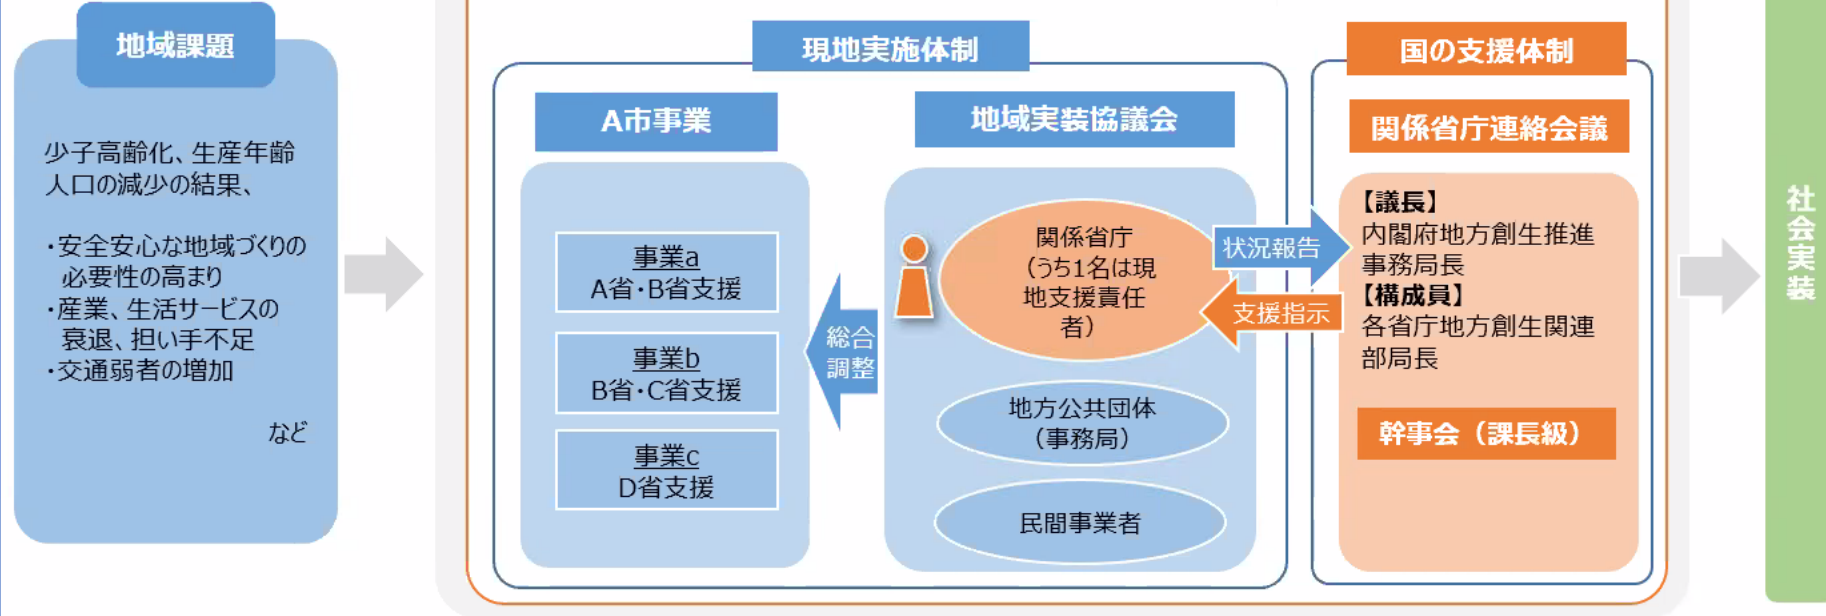 地域課題
少子高齢化、生産年齢
人口の減少の結果、
・安全安心な地域づくりの
必要性の高まり
・産業、生活サービスの
衰退、担い手不足
・交通弱者の増加
など
現地実施体制
A市事業
事業a
A省・B省支援
事業b
B省・C省支援
事業c
D省支援
総合
調整
地域実装協議会
関係省庁
（うち1名は現
地支援責任
者）
地方公共団体
（事務局）
民間事業者
状況報告
支援指示
国の支援体制
関係省庁連絡会議
【議長】
内閣府地方創生推進
事務局長
【構成員】
各省庁地方創生関連
部局長
幹事会（課長級）
社会実装